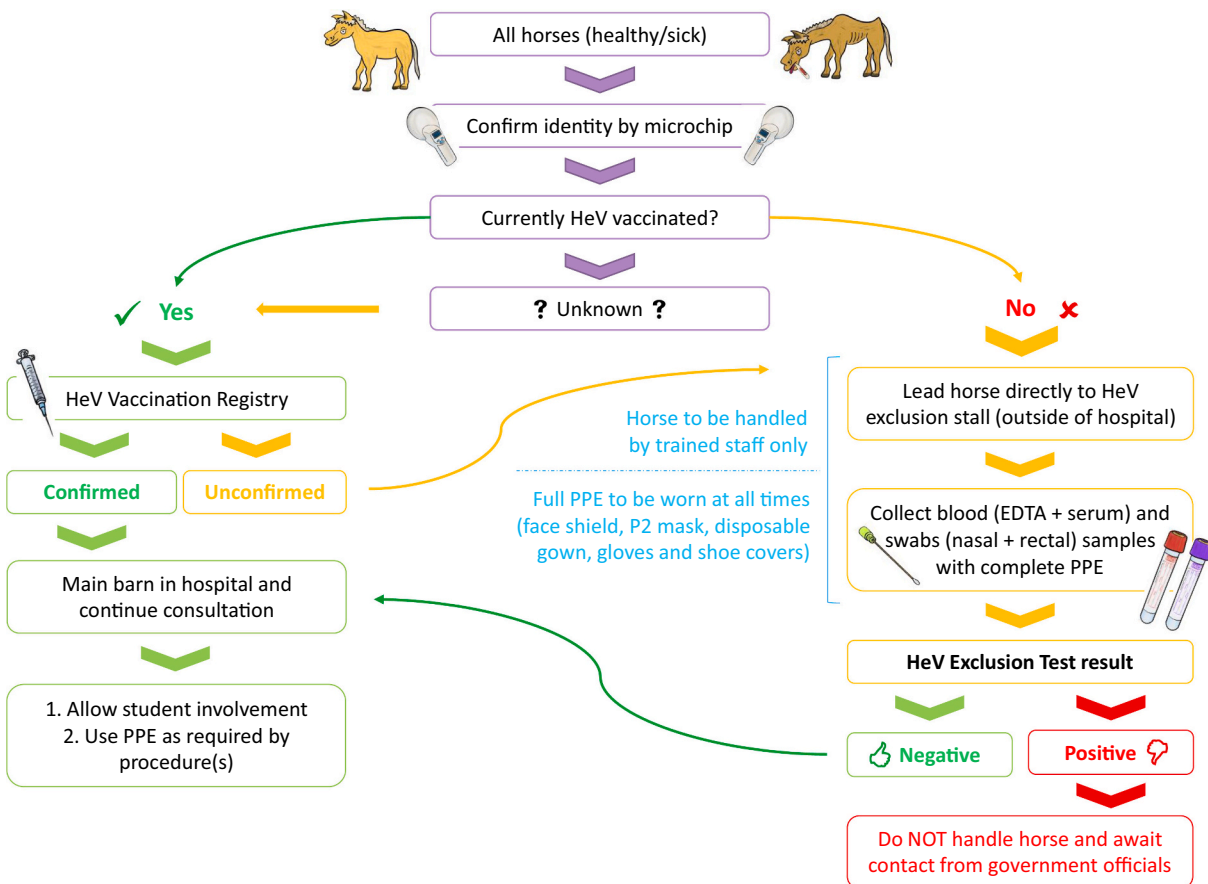 All horses (healthy/sick)
Confirm identity by microchip
Currently HeV vaccinated?
? Unknown ?
Yes
No
HeV Vaccination Registry
Confirmed
Unconfirmed
Main barn in hospital and
continue consultation
1. Allow student involvement
2. Use PPE as required by
procedure(s)
Horse to be handled
by trained staff only
Full PPE to be worn at all times
(face shield, P2 mask, disposable
gown, gloves and shoe covers)
Lead horse directly to HeV
exclusion stall (outside of hospital)
Collect blood (EDTA + serum) and
swabs (nasal + rectal) samples
with complete PPE
HeV Exclusion Test result
Negative
Positive
Do NOT handle horse and await
contact from government officials